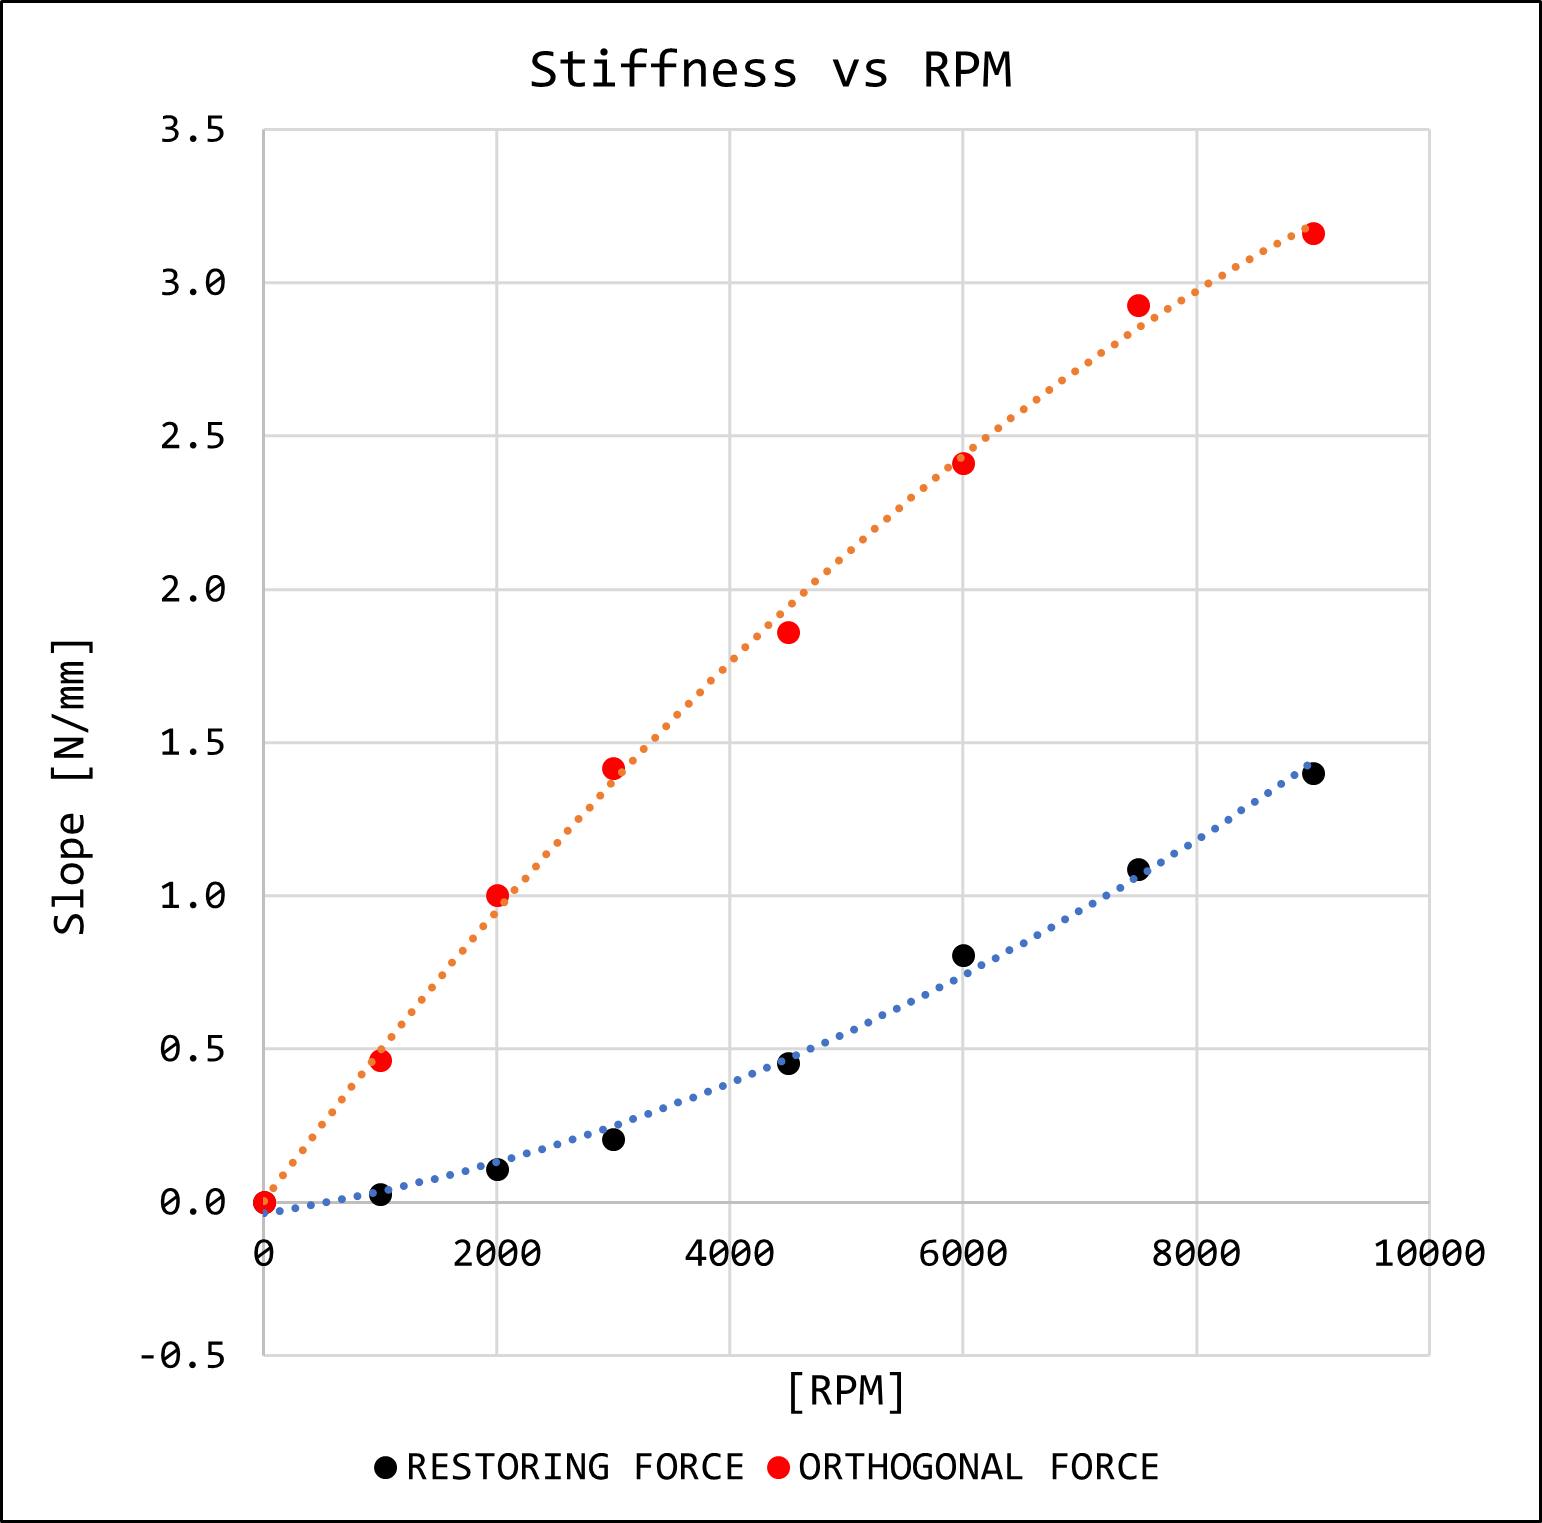 Stiffness vs RPM
3.5
3.0
2.5
2.0
1.5
1.0
0.5
0.0
-0.5
Slope [N/mm]
0 2000 4000 6000 8000 10000
[RPM]
RESTORING FORCE ORTHOGONAL FORCE